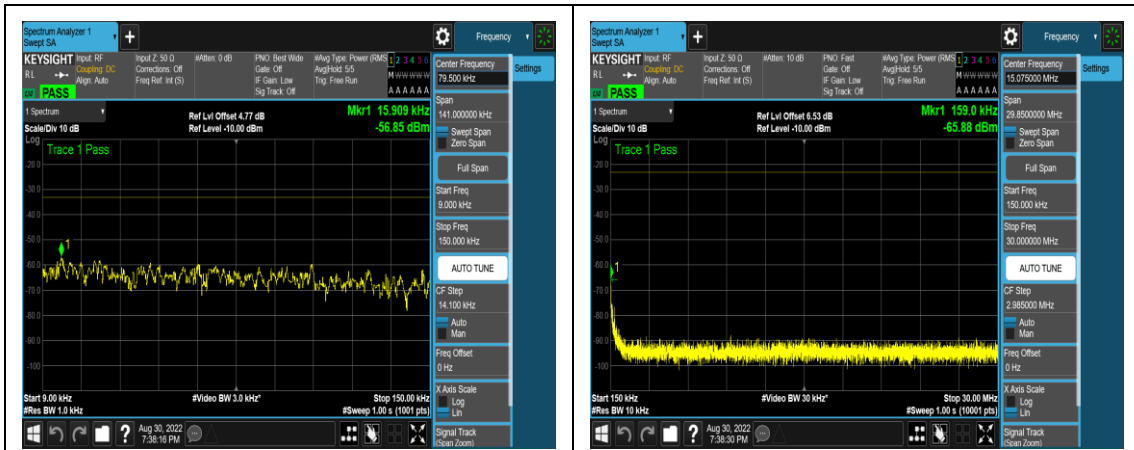 Spectrum Analyzer 1
Swept SA
+
Frequency
KEYSIGHT
Input: RF
Coupling: DC
Align: Auto
Input Z: 50 Ω
Corrections: Off
Freq Ref: Int (S)
#Atten: 0 dB
PNO: Best Wide
Gate: Off
IF Gain: Low
Sig Track: Off
#Avg Type: Power (RMS)
Avg|Hold: 5/5
Trig: Free Run
1 2 3 4 5 6
M W W W W W
A A A A A A
RL
PASS
1 Spectrum
Scale/Div 10 dB
Log
Ref Lvl Offset 4.77 dB
Ref Level -10.00 dBm
Mkr1 15.909 kHz
-56.85 dBm
Trace 1 Pass
-20.0
-30.0
-40.0
-50.0
-60.0
-70.0
-80.0
-90.0
-100
1
Start 9.00 kHz
#Res BW 1.0 kHz
#Video BW 3.0 kHz*
Stop 150.00 kHz
#Sweep 1.00 s (1001 pts)
Center Frequency
79.500 kHz
Settings
Span
141.000000 kHz
Swept Span
Zero Span
Full Span
Start Freq
9.000 kHz
Stop Freq
150.000 kHz
AUTO TUNE
CF Step
14.100 kHz
Auto
Man
Freq Offset
0 Hz
X Axis Scale
Log
Lin
Signal Track
(Span Zoom)
?
Aug 30, 2022
7:38:16 PM
Spectrum Analyzer 1
Swept SA
+
Frequency
KEYSIGHT
Input: RF
Coupling: DC
Align: Auto
Input Z: 50 Ω
Corrections: Off
Freq Ref: Int (S)
#Atten: 10 dB
PNO: Fast
Gate: Off
IF Gain: Low
Sig Track: Off
#Avg Type: Power (RMS)
Avg|Hold: 5/5
Trig: Free Run
1 2 3 4 5 6
M W W W W W
A A A A A A
RL
PASS
1 Spectrum
Scale/Div 10 dB
Log
Ref Lvl Offset 6.53 dB
Ref Level -10.00 dBm
Mkr1 159.0 kHz
-65.88 dBm
Trace 1 Pass
-20.0
-30.0
-40.0
-50.0
-60.0
-70.0
-80.0
-90.0
-100
1
Start 150 kHz
#Res BW 10 kHz
#Video BW 30 kHz*
Stop 30.00 MHz
#Sweep 1.00 s (1001 pts)
Center Frequency
15.075000 MHz
Settings
Span
29.8500000 MHz
Swept Span
Zero Span
Full Span
Start Freq
150.000 kHz
Stop Freq
30.000000 MHz
AUTO TUNE
CF Step
2.985000 MHz
Auto
Man
Freq Offset
0 Hz
X Axis Scale
Log
Lin
Signal Track
(Span Zoom)
?
Aug 30, 2022
7:38:30 PM